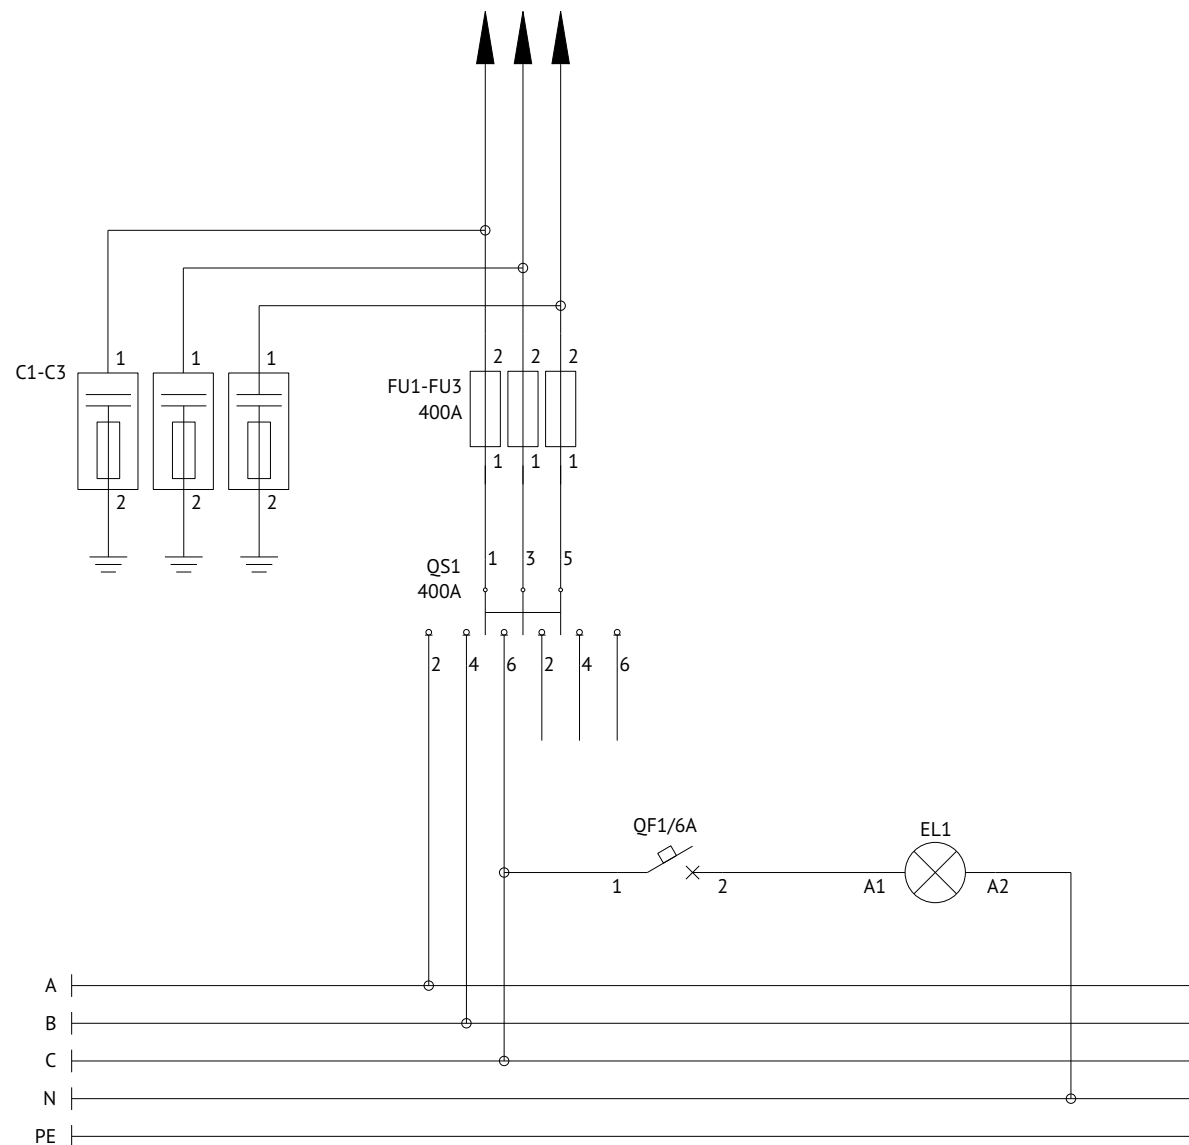 2 2 2
1 1 1
C1-C3
FU1-FU3
400A
1 1 1
2 2 2
1 3 5
QS1
400A
2 4 6 2 4 6
QF1/6A
EL1
1 2 A1 A2
A
B
C
N
PE